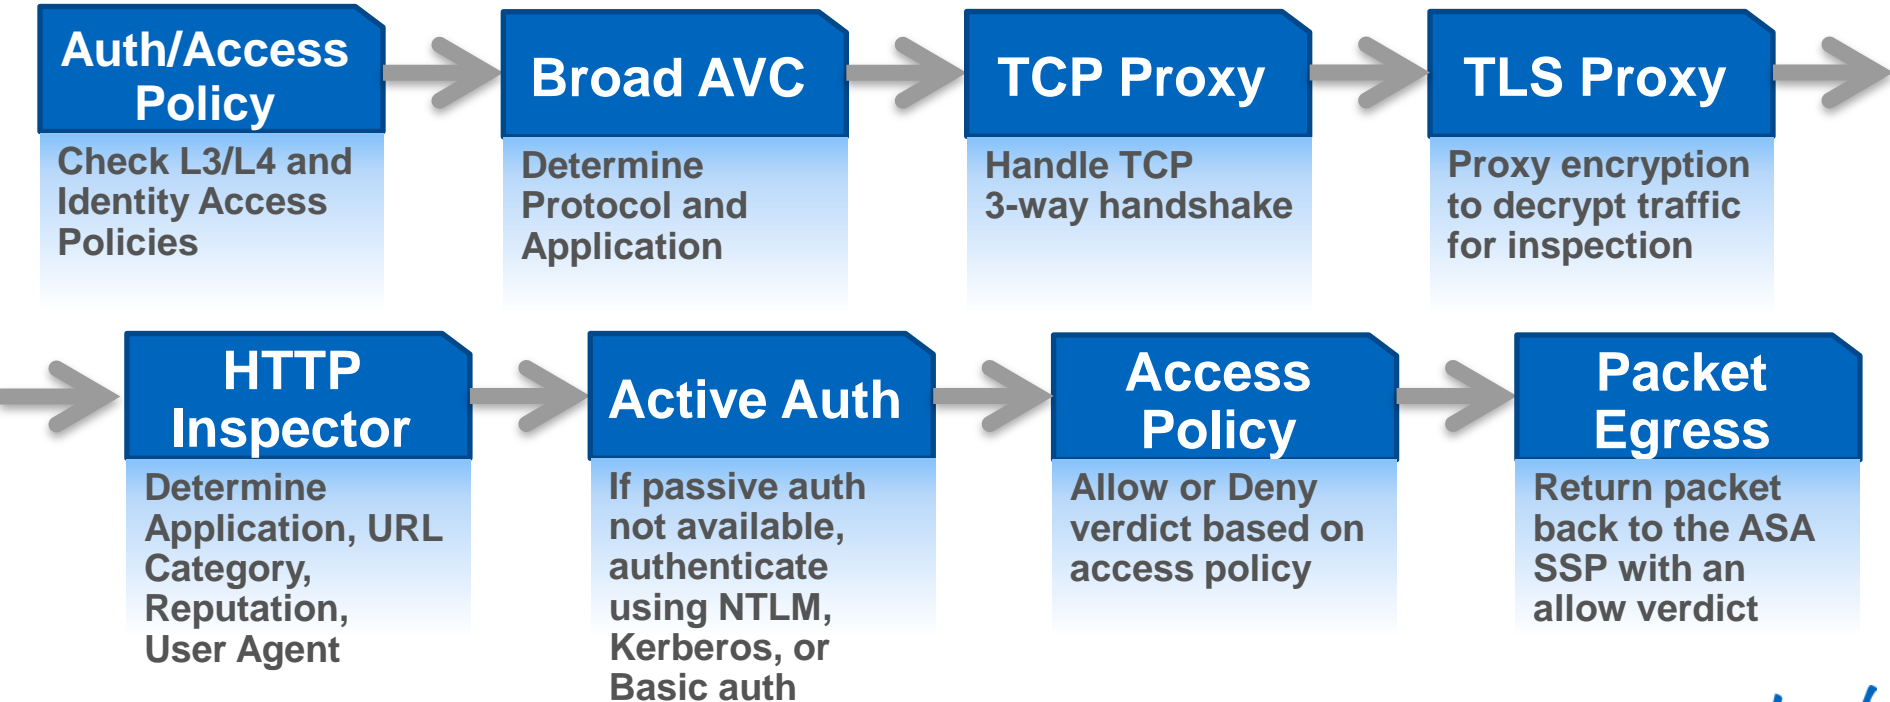 Auth/Access
Policy
Check L3/L4 and
Identity Access
Policies
Broad AVC
Determine
Protocol and
Application
TCP Proxy
Handle TCP
3-way handshake
TLS Proxy
Proxy encryption
to decrypt traffic
for inspection
HTTP
Inspector
Determine
Application, URL
Category,
Reputation,
User Agent
Active Auth
If passive auth
not available,
authenticate
using NTLM,
Kerberos, or
Basic auth
Access
Policy
Allow or Deny
verdict based on
access policy
Packet
Egress
Return packet
back to the ASA
SSP with an
allow verdict